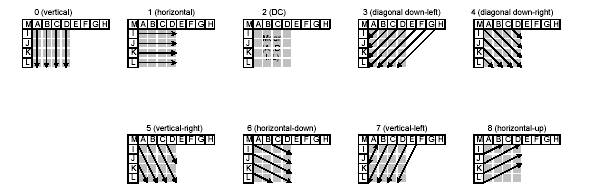 0 (vertical)
M A B C D E F G H
I
J
K
L
1 (horizontal)
M A B C D E F G H
I
J
K
L
2 (DC)
M A B C D E F G H
I
J
K
L
3 (diagonal down-left)
M A B C D E F G H
I
J
K
L
4 (diagonal down-right)
M A B C D E F G H
I
J
K
L
5 (vertical-right)
M A B C D E F G H
I
J
K
L
6 (horizontal-down)
M A B C D E F G H
I
J
K
L
7 (vertical-left)
M A B C D E F G H
I
J
K
L
8 (horizontal-up)
M A B C D E F G H
I
J
K
L